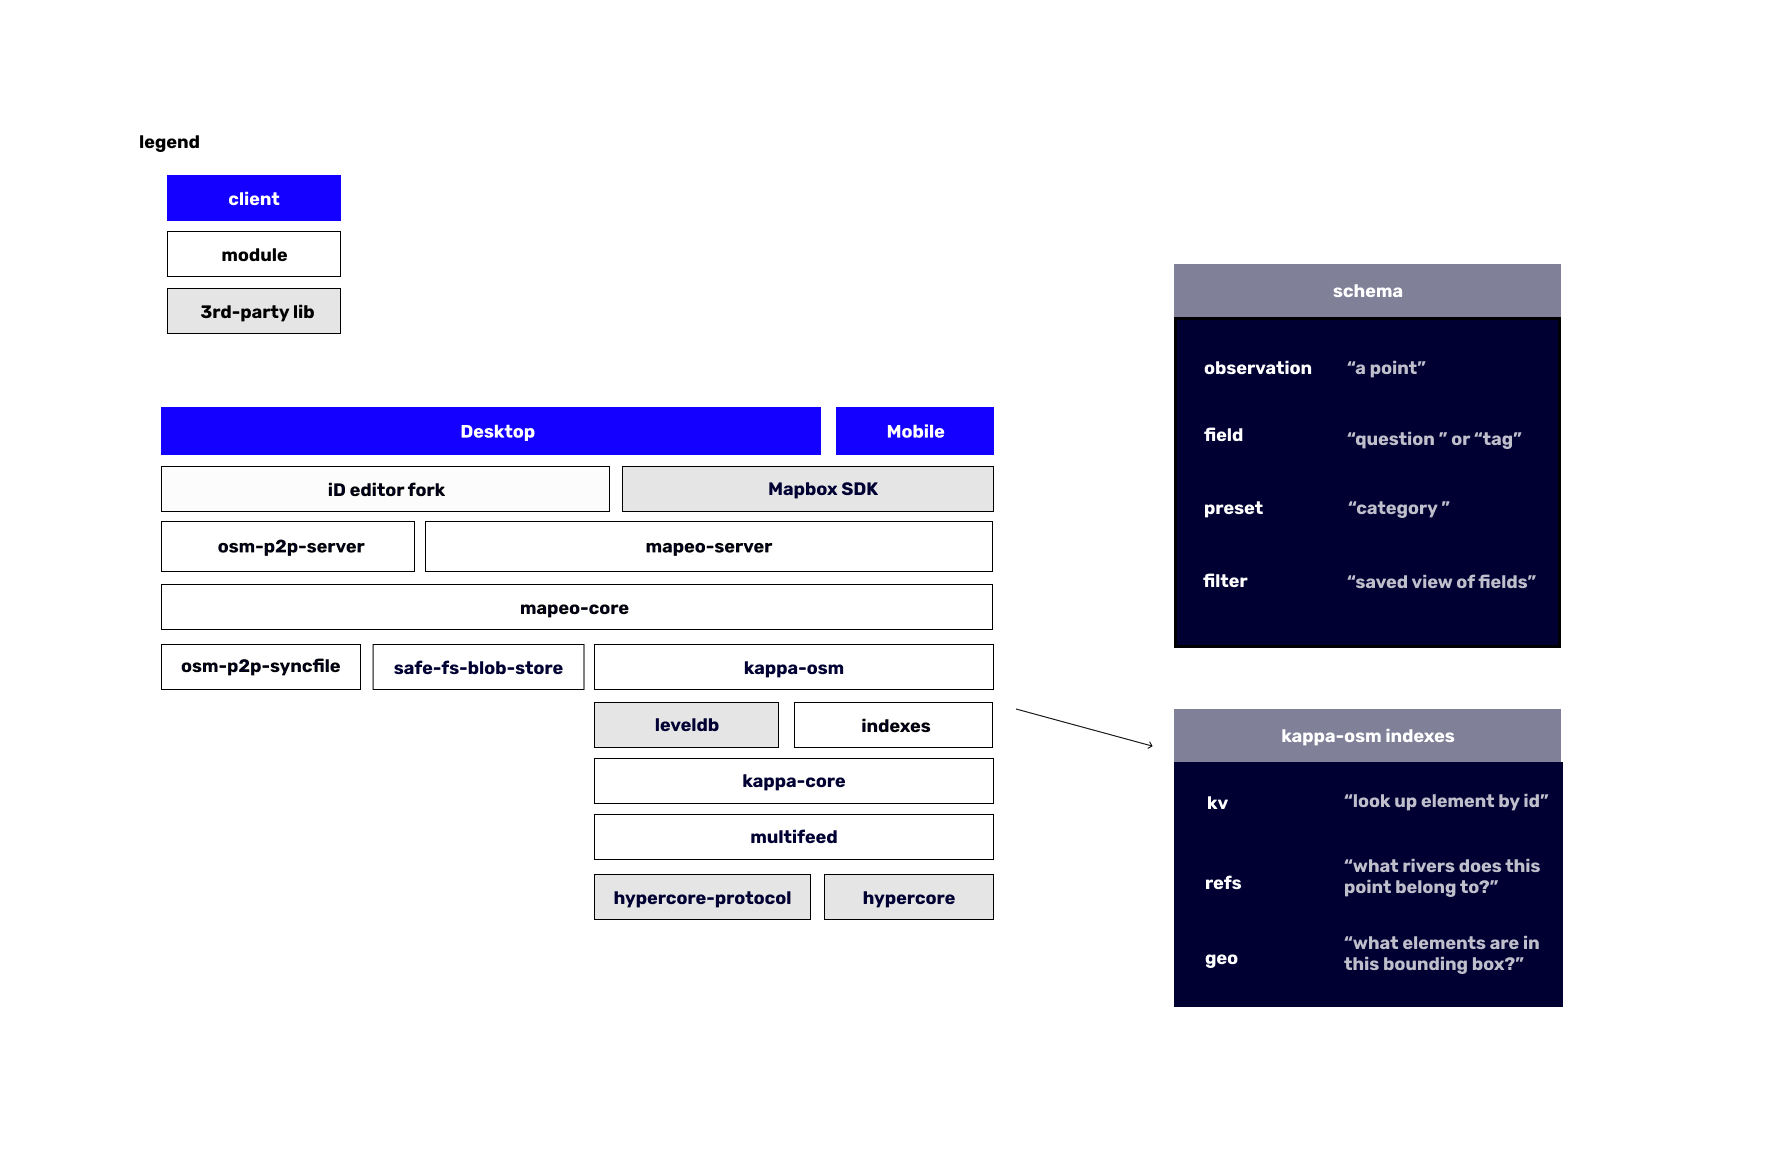 legend
client
module
3rd-party lib
Desktop
Mobile
iD editor fork
Mapbox SDK
osm-p2p-server
mapeo-server
mapeo-core
osm-p2p-syncfile
safe-fs-blob-store
kappa-osm
leveldb
indexes
kappa-core
multifeed
hypercore-protocol
hypercore
schema
observation “a point”
field “question ” or “tag”
preset “category ”
filter “saved view of fields”
kappa-osm indexes
kv “look up element by id”
refs “what rivers does this
point belong to?”
geo “what elements are in
this bounding box?”